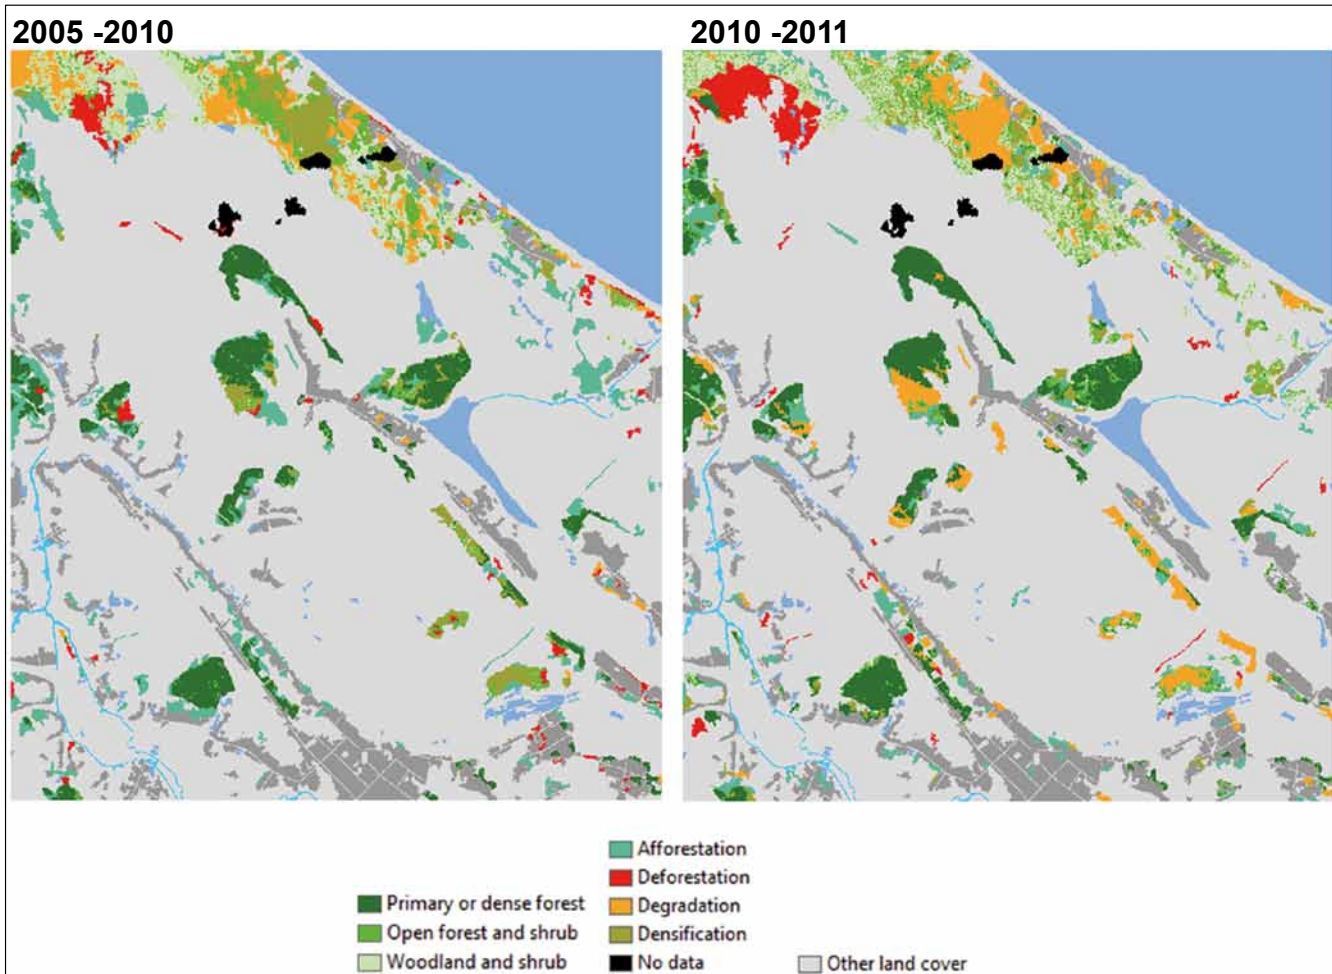 2005 -2010
2010 -2011
Afforestation
Deforestation
Primary or dense forest
Degradation
Open forest and shrub
Densification
Woodland and shrub
No data
Other land cover